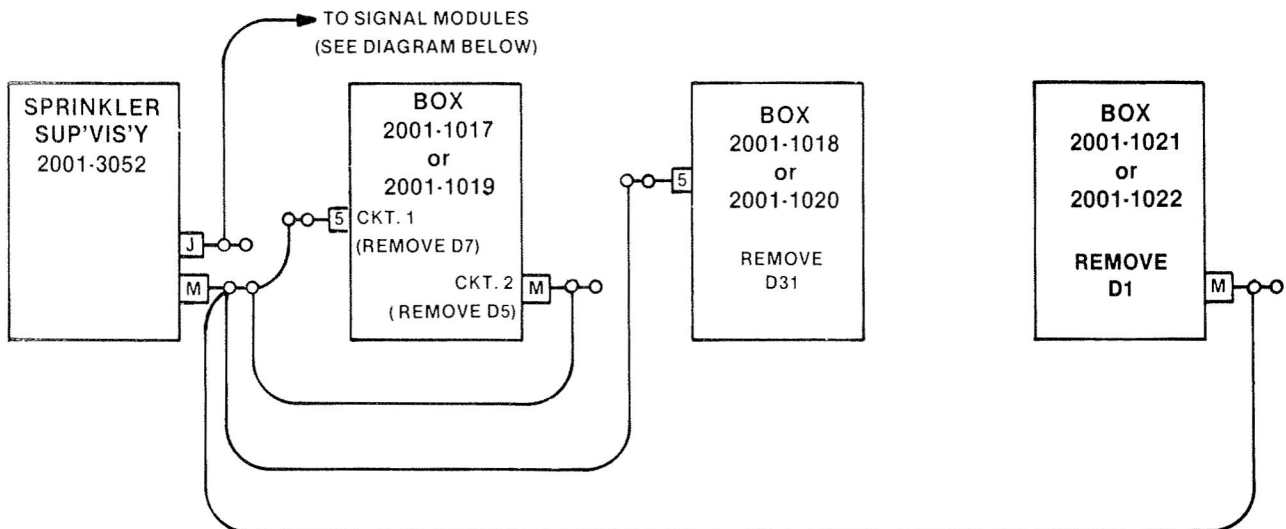 TO SIGNAL MODULES
(SEE DIAGRAM BELOW)
SPRINKLER
SUP'VIS'Y
2001-3052
J
M
BOX
2001-1017
or
2001-1019
5 CKT. 1
(REMOVE D7)
CKT. 2 M
(REMOVE D5)
5
BOX
2001-1018
or
2001-1020
REMOVE
D31
BOX
2001-1021
or
2001-1022
REMOVE
D1
M